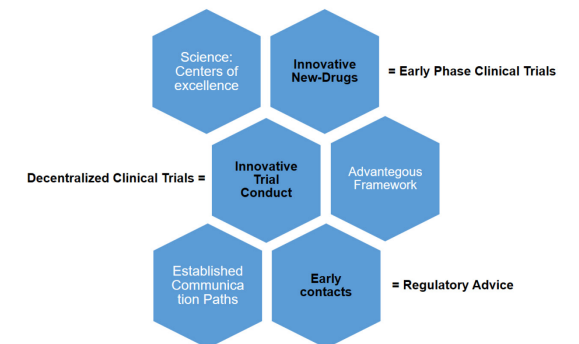 Science:
Centers of
excellence
Innovative
New-Drugs
= Early Phase Clinical Trials
Decentralized Clinical Trials =
Innovative
Trial
Conduct
Advantegous
Framework
Established
Communica
tion Paths
Early
contacts
= Regulatory Advice